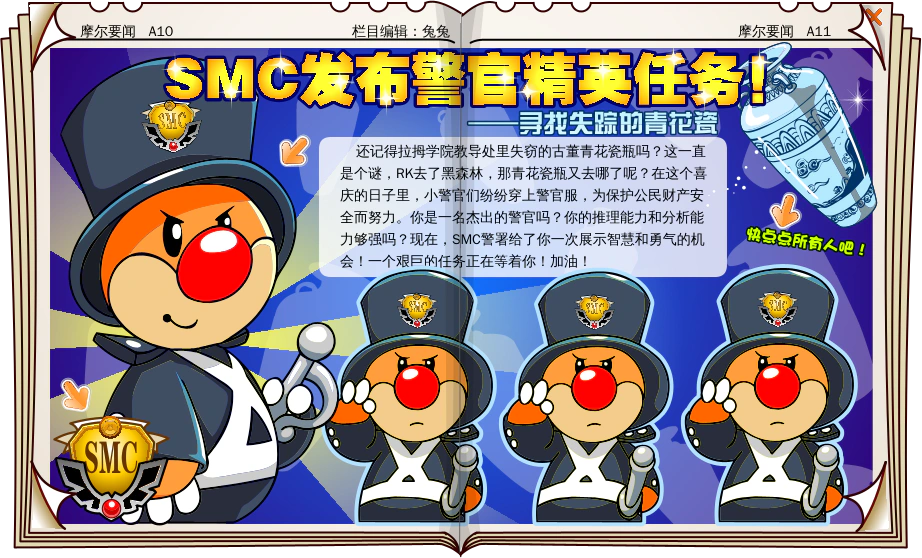 摩尔要闻 A10
栏目编辑：兔兔
摩尔要闻 A11
SMC发布警官精英任务!
——寻找失踪的青花瓷
还记得拉拇学院教导处里失窃的古董青花瓷瓶吗？这一直
是个谜，RK去了黑森林，那青花瓷瓶又去哪了呢？在这个喜
庆的日子里，小警官们纷纷穿上警官服，为保护公民财产安
全而努力。你是一名杰出的警官吗？你的推理能力和分析能
力够强吗？现在，SMC警署给了你一次展示智慧和勇气的机
会！一个艰巨的任务正在等着你！加油！
快点点所有人吧！
SMC
SMC
SMC
SMC
SMC